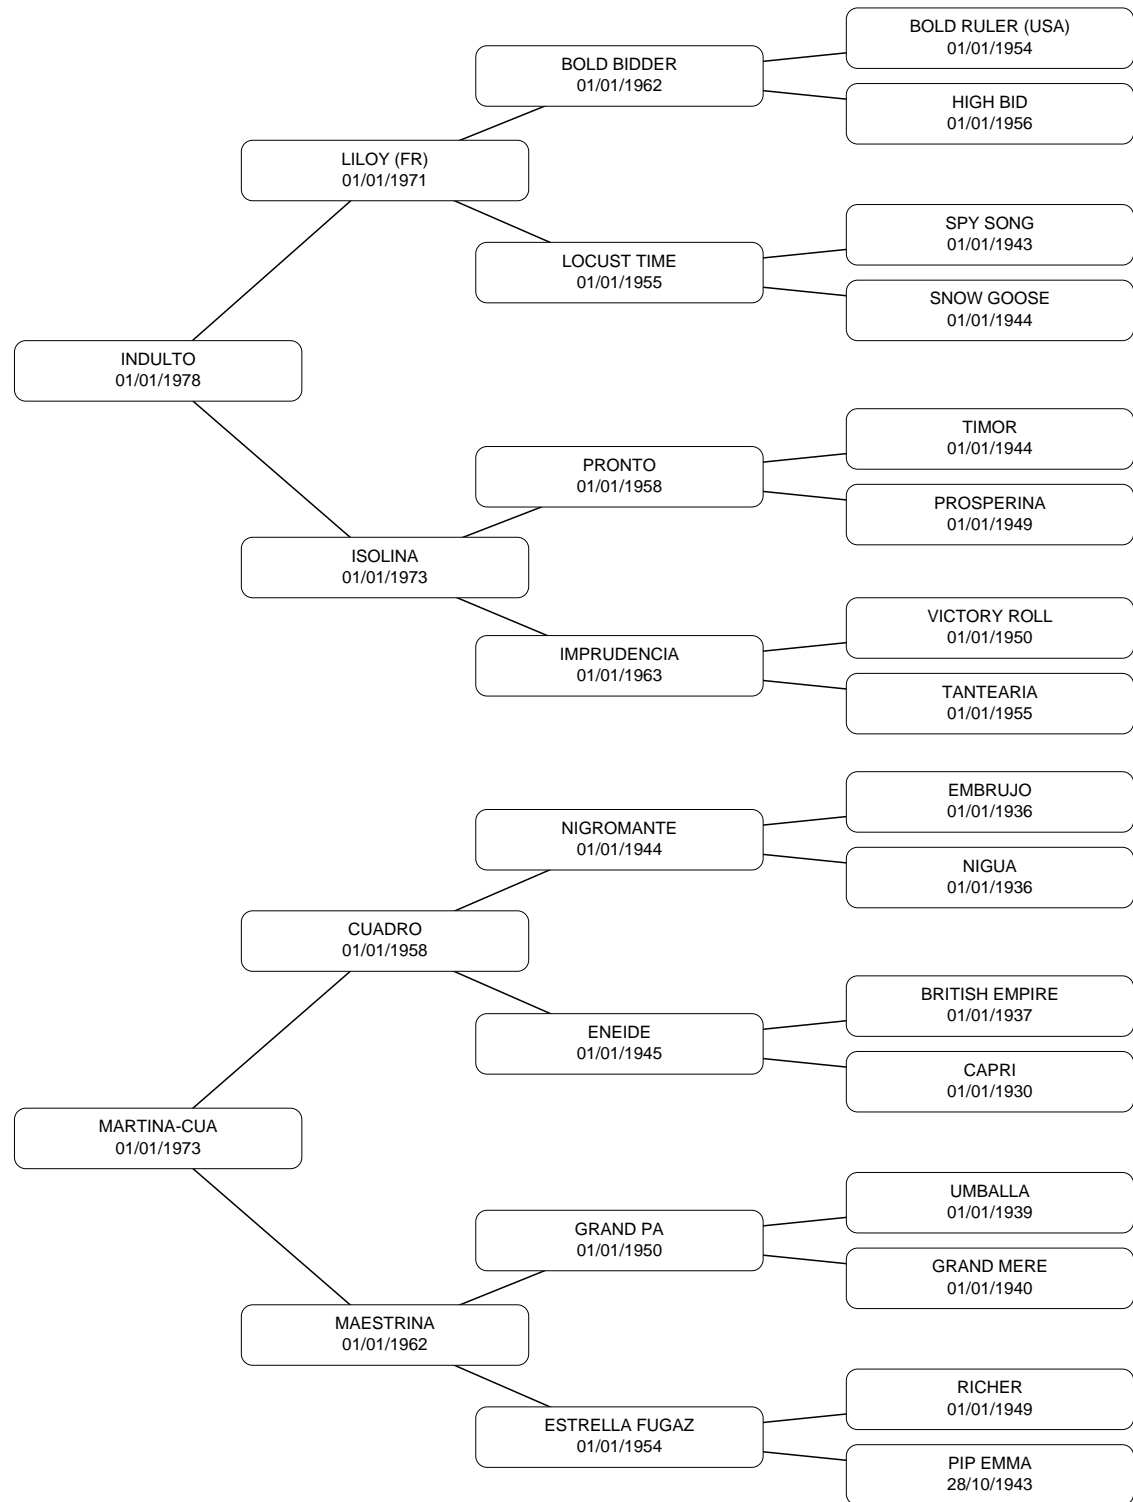 BOLD RULER (USA)
01/01/1954
BOLD BIDDER
01/01/1962
HIGH BID
01/01/1956
LILOY (FR)
01/01/1971
SPY SONG
01/01/1943
LOCUST TIME
01/01/1955
SNOW GOOSE
01/01/1944
INDULTO
01/01/1978
TIMOR
01/01/1944
PRONTO
01/01/1958
PROSPERINA
01/01/1949
ISOLINA
01/01/1973
VICTORY ROLL
01/01/1950
IMPRUDENCIA
01/01/1963
TANTEARIA
01/01/1955
EMBRUJO
01/01/1936
NIGROMANTE
01/01/1944
NIGUA
01/01/1936
CUADRO
01/01/1958
BRITISH EMPIRE
01/01/1937
ENEIDE
01/01/1945
CAPRI
01/01/1930
MARTINA-CUA
01/01/1973
UMBALLA
01/01/1939
GRAND PA
01/01/1950
GRAND MERE
01/01/1940
MAESTRINA
01/01/1962
RICHER
01/01/1949
ESTRELLA FUGAZ
01/01/1954
PIP EMMA
28/10/1943